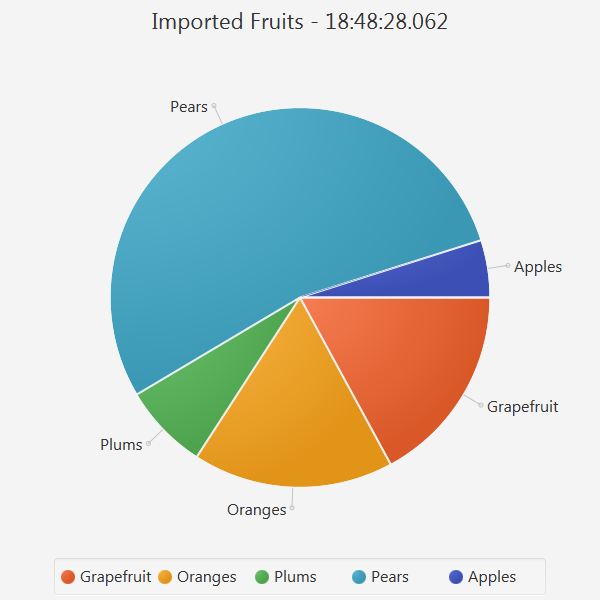 Imported Fruits - 18:48:28.062
Pears
Apples
Grapefruit
Plums
Oranges
Grapefruit Oranges Plums Pears Apples